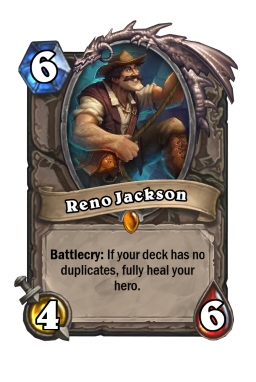 6
Reno Jackson
Battlecry: If your deck has no
duplicates, fully heal your
hero.
4
6